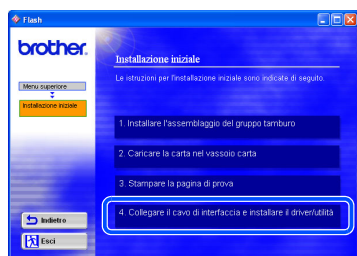 Flash
brother.
Menu superiore
Installazione iniziale
Installazione iniziale
Le istruzioni per l'installazione iniziale sono indicate di seguito.
1. Installare l'assemblaggio del gruppo tamburo
2. Caricare la carta nel vassoio carta
3. Stampare la pagina di prova
4. Collegare il cavo di interfaccia e installare il driver/utilità
Indietro
Esci